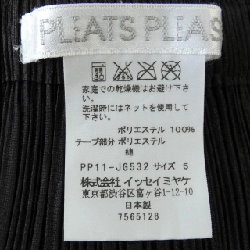 PLEATS PLEAS
家庭での乾燥機はお避け下さい。
洗濯際にはネットを使用して下さい。
ポリエステル 100%
テープ部分 ポリエステル
綿
PP11-JG532 サイズ 5
株式会社 イッセイミヤケ
東京都渋谷区富ヶ谷1-12-10
日本製
7565128